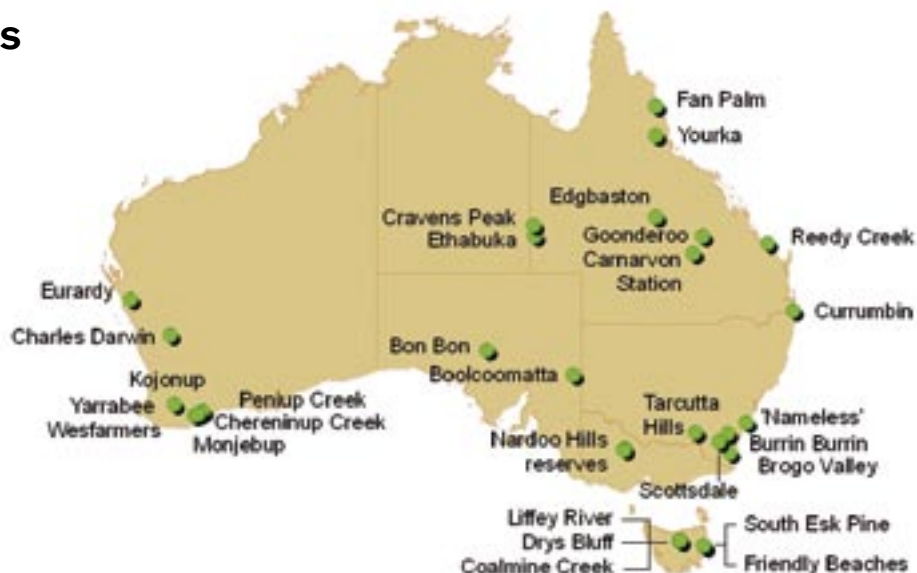 s
Fan Palm
Yourka
Edgbaston
Cravens Peak
Ethabuka
Goonderoo
Carnarvon
Station
Reedy Creek
Eurardy
Currumbin
Charles Darwin
Bon Bon
Boolcoomatta
Kojonup
Yarrabee
Wesfarmers
Peniup Creek
Chereninup Creek
Monjebup
Tarcutta
Hills
'Nameless'
Burrin Burrin
Brogo Valley
Nardoo Hills
reserves
Scottsdale
Liffey River
Drys Bluff
Coalmine Creek
South Esk Pine
Friendly Beaches